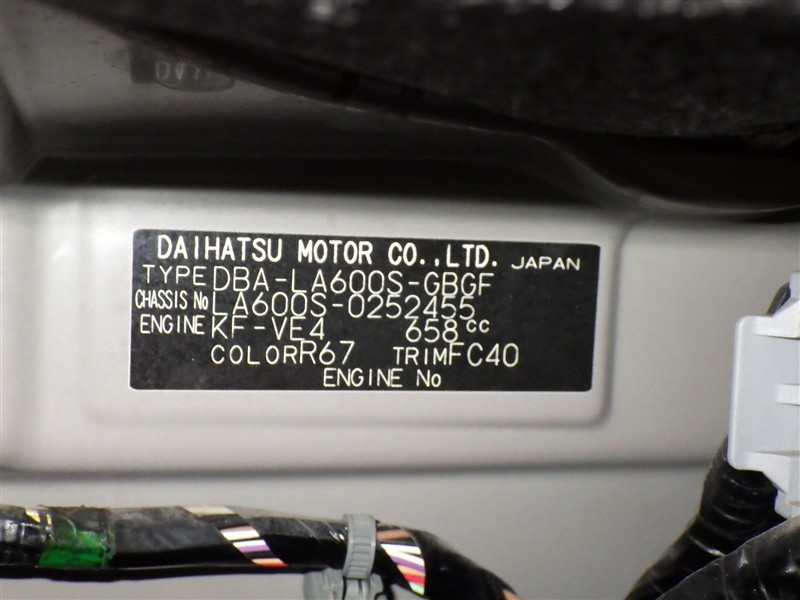 DAIHATSU MOTOR CO.,LTD. JAPAN
TYPE DBA-LA600S-GBGF
CHASSIS No LA600S-0252455
ENGINE KF-VE4 658cc
COLOR R67 TRIM FC40
ENGINE No